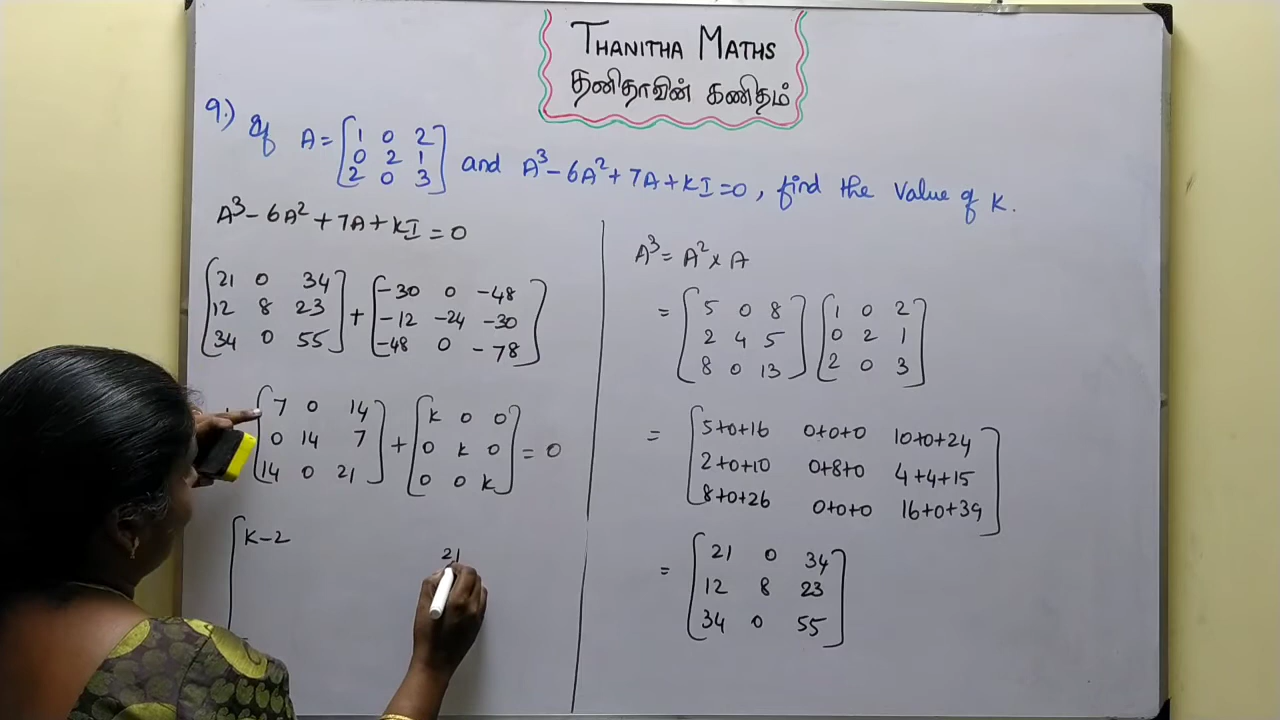 THANITHA MATHS
தனிதாவின் கணிதம்
9.) If A = [1 0 2
0 2 1
2 0 3] and A³ - 6A² + 7A + kI = 0, find the value of k.
A³ - 6A² + 7A + kI = 0
[21 0 34
12 8 23
34 0 55] + [-30 0 -48
-12 -24 -30
-48 0 -78]
[7 0 14
0 14 7
14 0 21] + [k 0 0
0 k 0
0 0 k] = 0
[k-2
21
A³ = A² × A
= [5 0 8
2 4 5
8 0 13] [1 0 2
0 2 1
2 0 3]
= [5+0+16 0+0+0 10+0+24
2+0+10 0+8+0 4+4+15
8+0+26 0+0+0 16+0+39]
= [21 0 34
12 8 23
34 0 55]